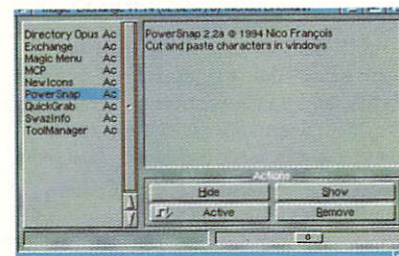 Directory Opus Ac
Exchange Ac
Magic Menu Ac
MCP Ac
NewIcons Ac
PowerSnap Ac
QuickGrab Ac
SwazInfo Ac
ToolManager Ac
PowerSnap 2.2a © 1994 Nico François
Cut and paste characters in windows
Actions
Hide
Show
Active
Remove
0